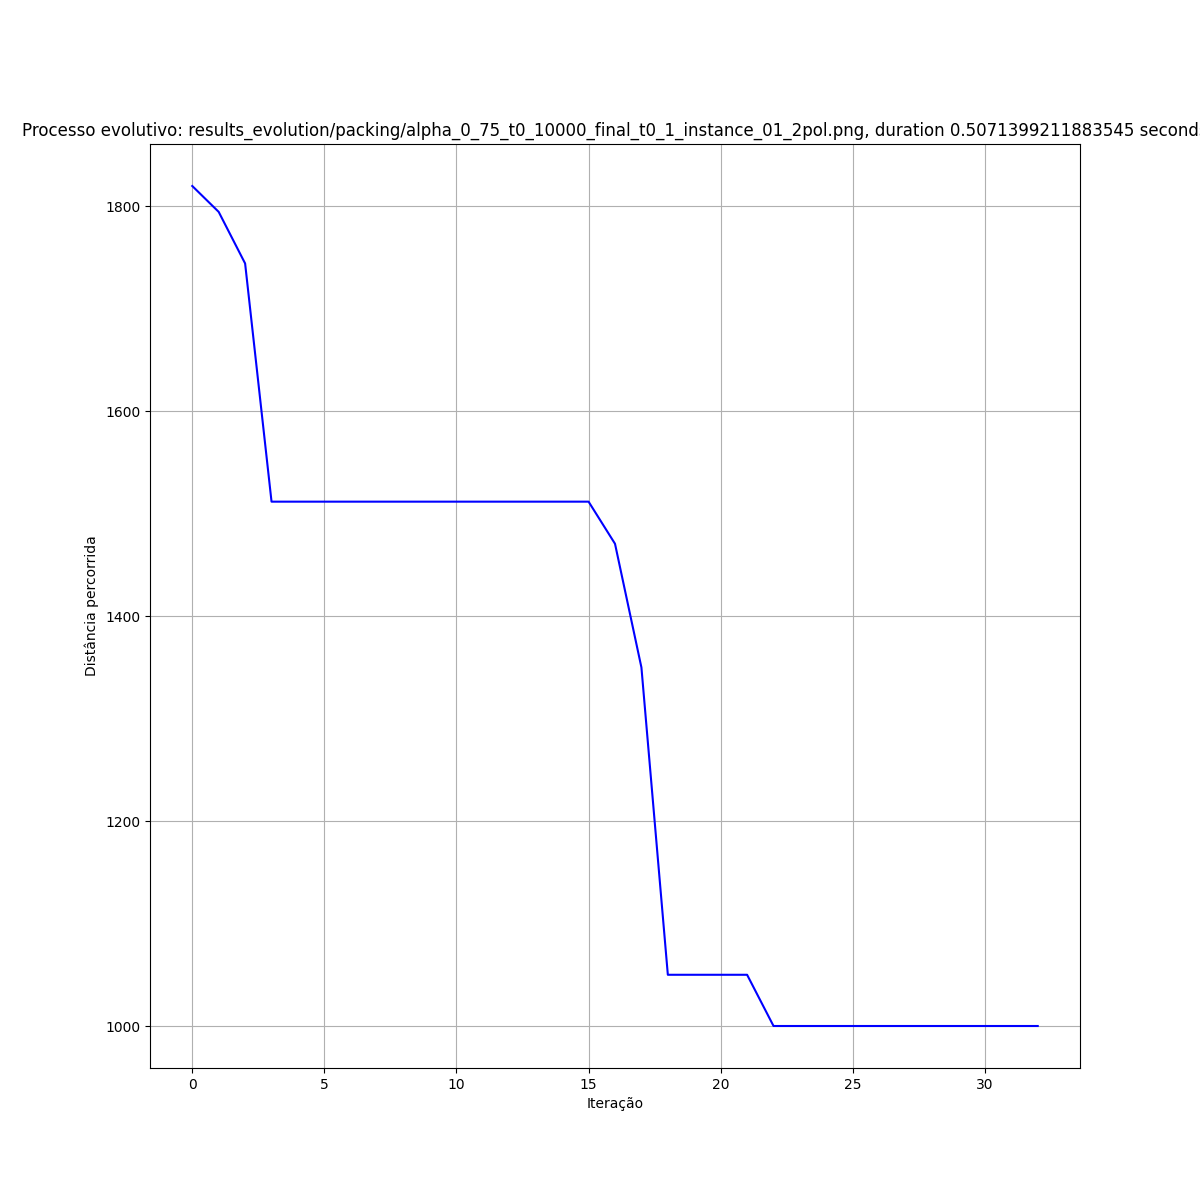 Processo evolutivo: results_evolution/packing/alpha_0_75_t0_10000_final_t0_1_instance_01_2pol.png, duration 0.5071399211883545 second
1800
1600
1400
1200
1000
Distância percorrida
0 5 10 15 20 25 30
Iteração